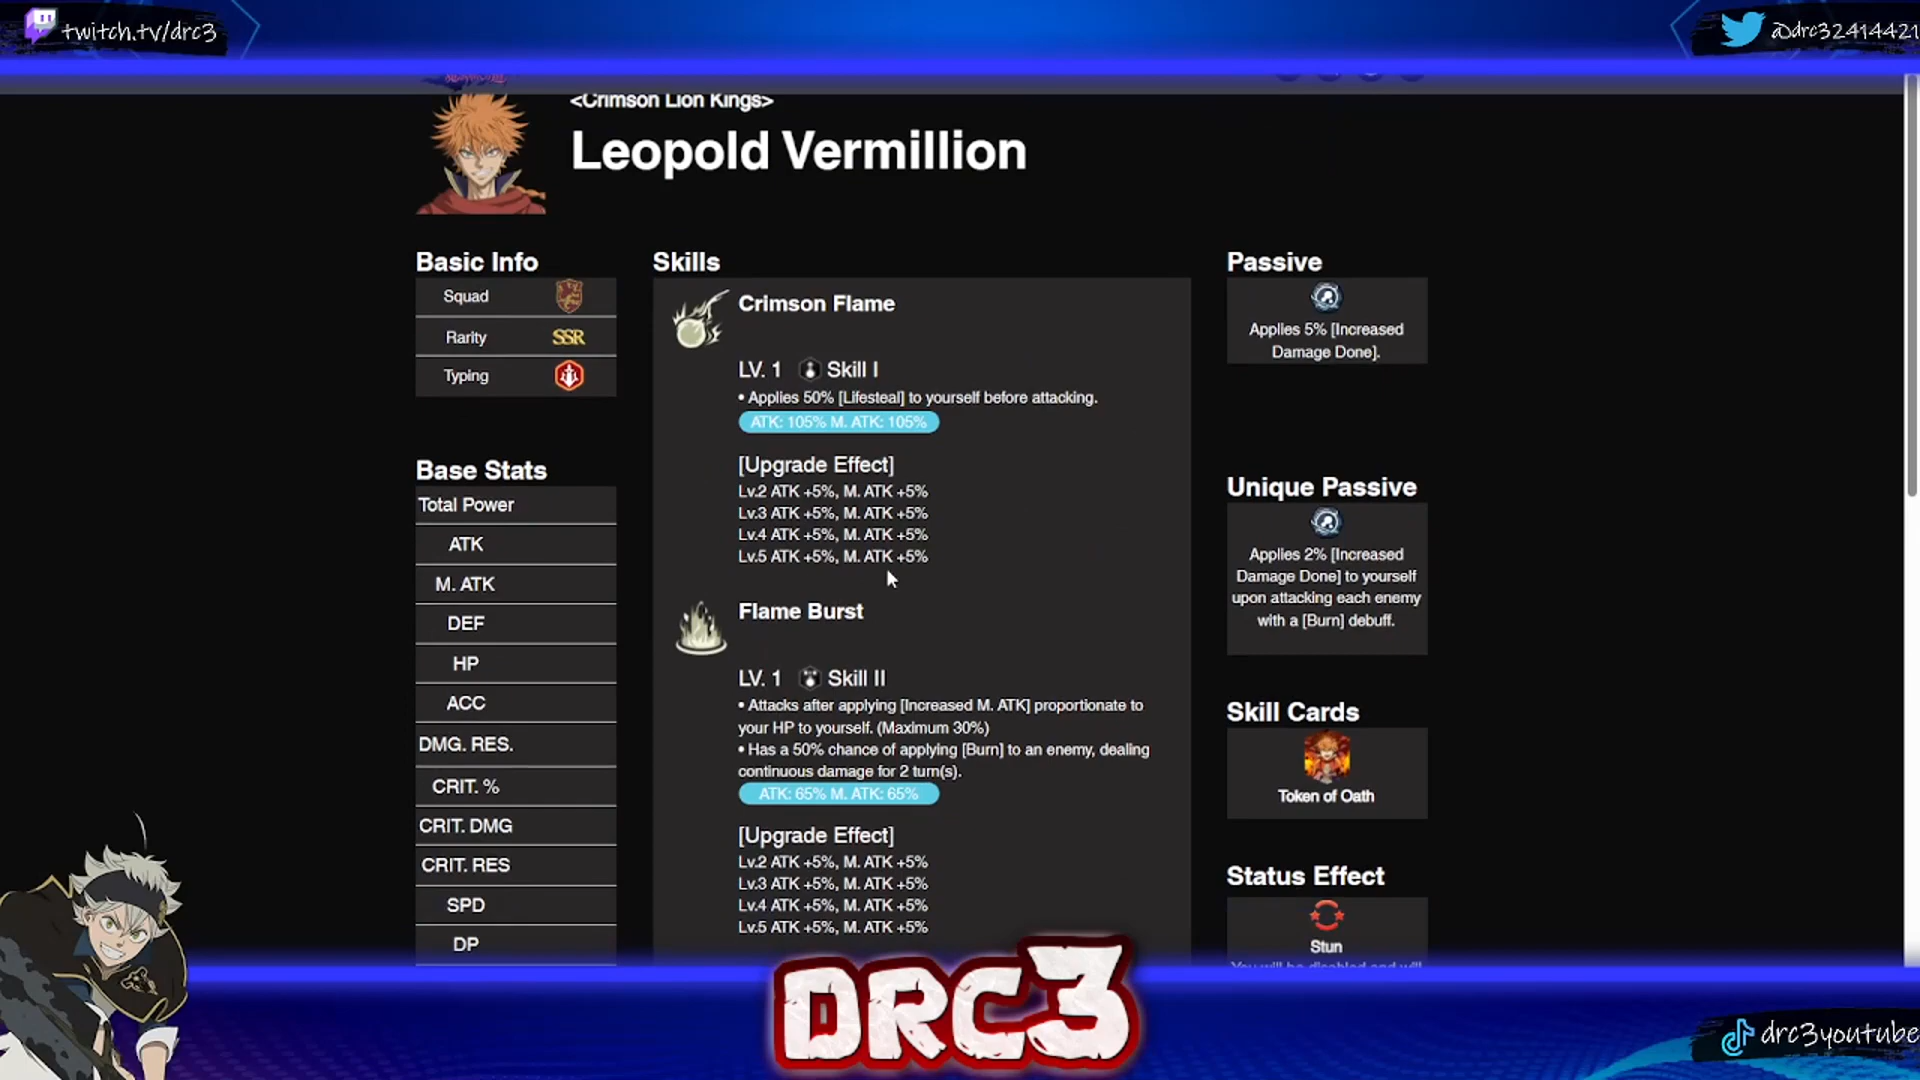 twitch.tv/drc3
@drc32414421
<Crimson Lion Kings>
Leopold Vermillion
Basic Info
Squad
Rarity SSR
Typing
Base Stats
Total Power
ATK
M. ATK
DEF
HP
ACC
DMG. RES.
CRIT. %
CRIT. DMG
CRIT. RES
SPD
DP
Skills
Crimson Flame
LV. 1 Skill I
• Applies 50% [Lifesteal] to yourself before attacking.
ATK: 105% M. ATK: 105%
[Upgrade Effect]
Lv.2 ATK +5%, M. ATK +5%
Lv.3 ATK +5%, M. ATK +5%
Lv.4 ATK +5%, M. ATK +5%
Lv.5 ATK +5%, M. ATK +5%
Flame Burst
LV. 1 Skill II
• Attacks after applying [Increased M. ATK] proportionate to
your HP to yourself. (Maximum 30%)
• Has a 50% chance of applying [Burn] to an enemy, dealing
continuous damage for 2 turn(s).
ATK: 65% M. ATK: 65%
[Upgrade Effect]
Lv.2 ATK +5%, M. ATK +5%
Lv.3 ATK +5%, M. ATK +5%
Lv.4 ATK +5%, M. ATK +5%
Lv.5 ATK +5%, M. ATK +5%
Passive
Applies 5% [Increased
Damage Done].
Unique Passive
Applies 2% [Increased
Damage Done] to yourself
upon attacking each enemy
with a [Burn] debuff.
Skill Cards
Token of Oath
Status Effect
Stun
You will be disabled and will
DRC3
drc3youtube